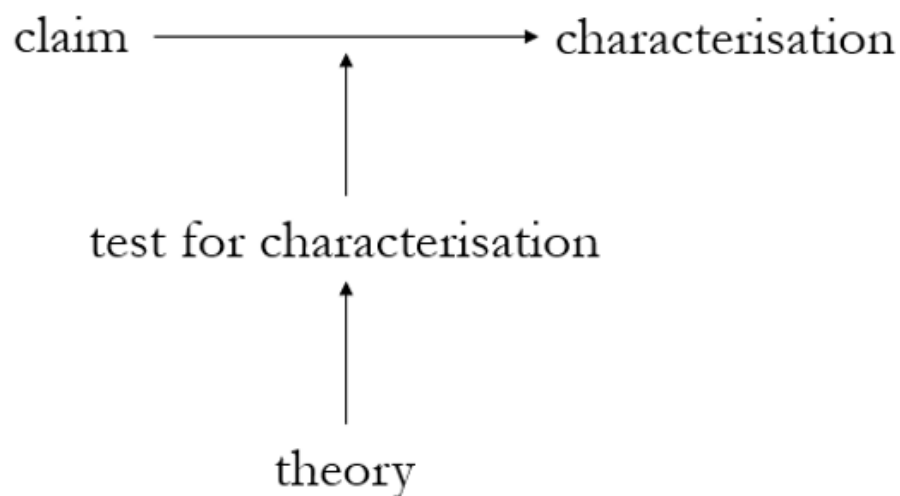 claim characterisation
test for characterisation
theory